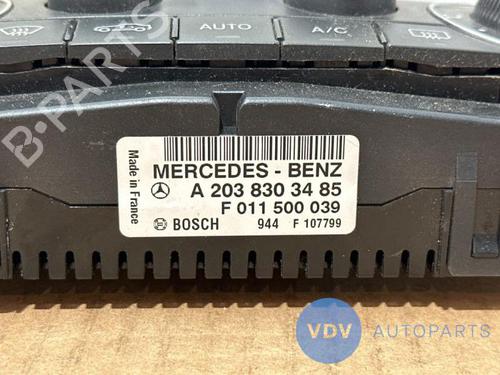 AUTO
A/C
Made in France
MERCEDES - BENZ
A 203 830 34 85
F 011 500 039
BOSCH 944 F 107799
B-PARTS
VDV AUTOPARTS